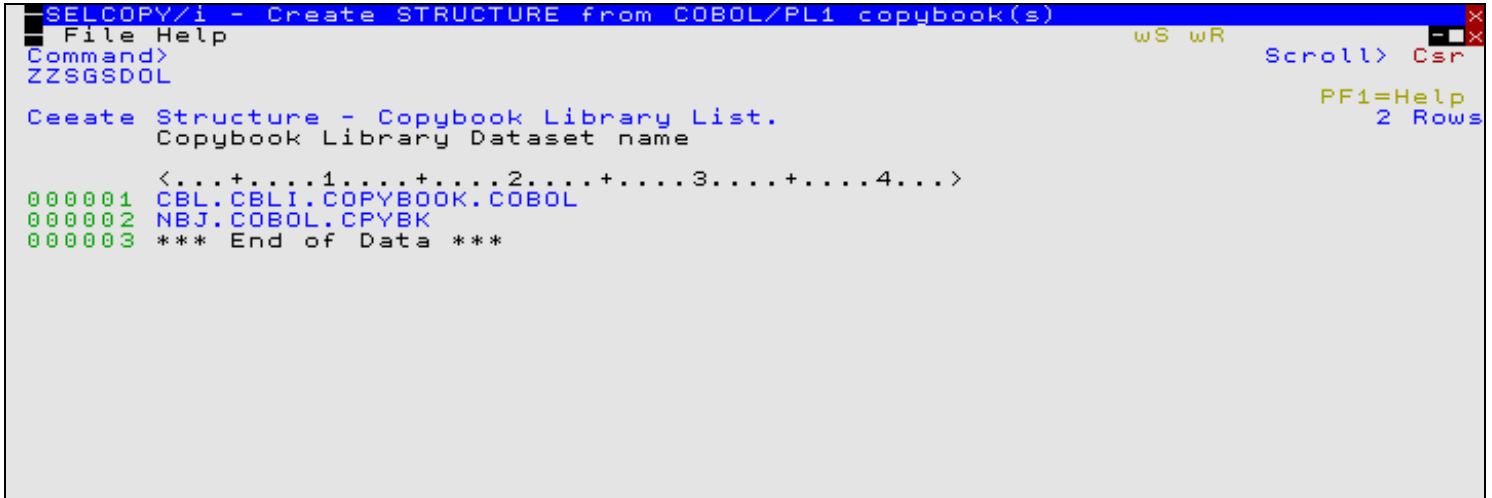 SELCOPY/i - Create STRUCTURE from COBOL/PL1 copybook(s) x
File Help wS wR x
Command> Scroll> Csr
ZZSGSDOL
PF1=Help
Ceeate Structure - Copybook Library List. 2 Rows
Copybook Library Dataset name
<...+....1....+....2....+....3....+....4...>
000001 CBL.CBLI.COPYBOOK.COBOL
000002 NBJ.COBOL.CPYBK
000003 *** End of Data ***